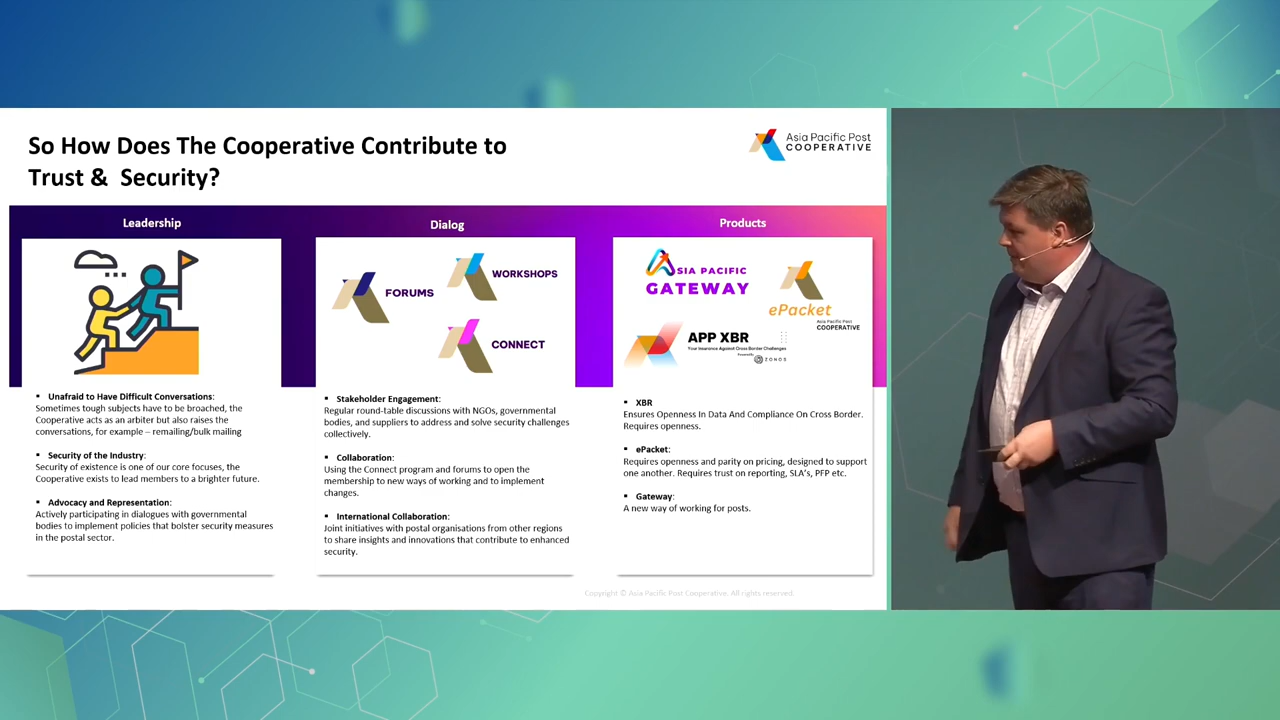 So How Does The Cooperative Contribute to
Trust & Security?
Asia Pacific Post
COOPERATIVE
Leadership
Unafraid to Have Difficult Conversations:
Sometimes tough subjects have to be broached, the
Cooperative acts as an arbiter but also raises the
conversations, for example – remailing/bulk mailing
Security of the Industry:
Security of existence is one of our core focuses, the
Cooperative exists to lead members to a brighter future.
Advocacy and Representation:
Actively participating in dialogues with governmental
bodies to implement policies that bolster security measures
in the postal sector.
Dialog
FORUMS
WORKSHOPS
CONNECT
Stakeholder Engagement:
Regular round-table discussions with NGOs, governmental
bodies, and suppliers to address and solve security challenges
collectively.
Collaboration:
Using the Connect program and forums to open the
membership to new ways of working and to implement
changes.
International Collaboration:
Joint initiatives with postal organisations from other regions
to share insights and innovations that contribute to enhanced
security.
Products
ASIA PACIFIC
GATEWAY
ePacket
Asia Pacific Post
COOPERATIVE
APP XBR
Your Insurance Against Cross Border Challenges
Powered By
ZONOS
XBR
Ensures Openness In Data And Compliance On Cross Border.
Requires openness.
ePacket:
Requires openness and parity on pricing, designed to support
one another. Requires trust on reporting, SLA's, PFP etc.
Gateway:
A new way of working for posts.
Copyright © Asia Pacific Post Cooperative. All rights reserved.